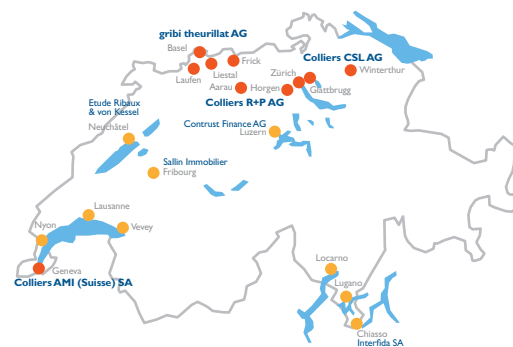 gribi theurillat AG
Basel
Frick
Colliers CSL AG
Laufen
Liestal
Zürich
Winterthur
Aarau
Horgen
Glattbrugg
Etude Ribaux
& von Kessel
Colliers R+P AG
Neuchâtel
Contrust Finance AG
Luzern
Sallin Immobilier
Fribourg
Lausanne
Nyon
Vevey
Locarno
Geneva
Colliers AMI (Suisse) SA
Lugano
Chiasso
Interfida SA